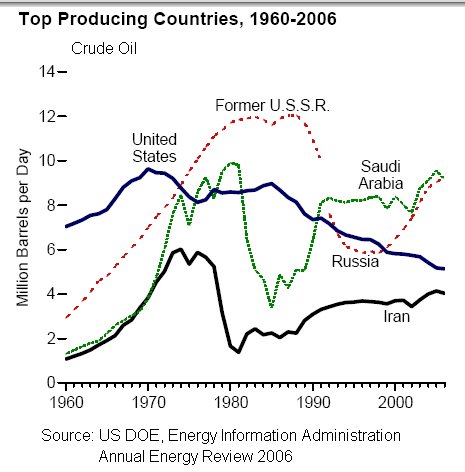 Top Producing Countries, 1960-2006
Crude Oil
14
12
10
8
6
4
2
0
Million Barrels per Day
Former U.S.S.R.
United
States
Saudi
Arabia
Russia
Iran
1960 1970 1980 1990 2000
Source: US DOE, Energy Information Administration
Annual Energy Review 2006